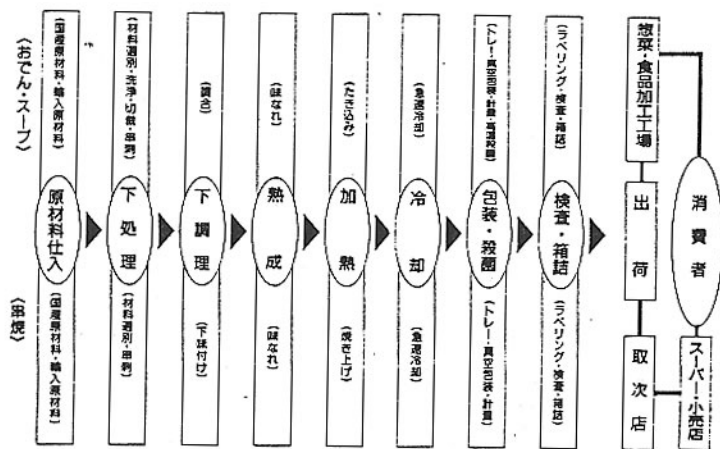 〈おでん・スープ〉
(国産原材料・輸入原材料)
原材料仕入
(国産原材料・輸入原材料)
〈串焼〉
(材料選別・洗浄・切截・串刺)
下処理
(材料選別・串刺)
(調合)
下調理
(下味付け)
(味なれ)
熟成
(味なれ)
(たき込み)
加熱
(焼き上げ)
(急速冷却)
冷却
(急速冷却)
(トレー・真空包装・計量・高温殺菌)
包装・殺菌
(トレー・真空包装・計量)
(ラベリング・検査・箱詰)
検査・箱詰
(ラベリング・検査・箱詰)
惣菜・食品加工工場
出荷
取次店
消費者
スーパー・小売店